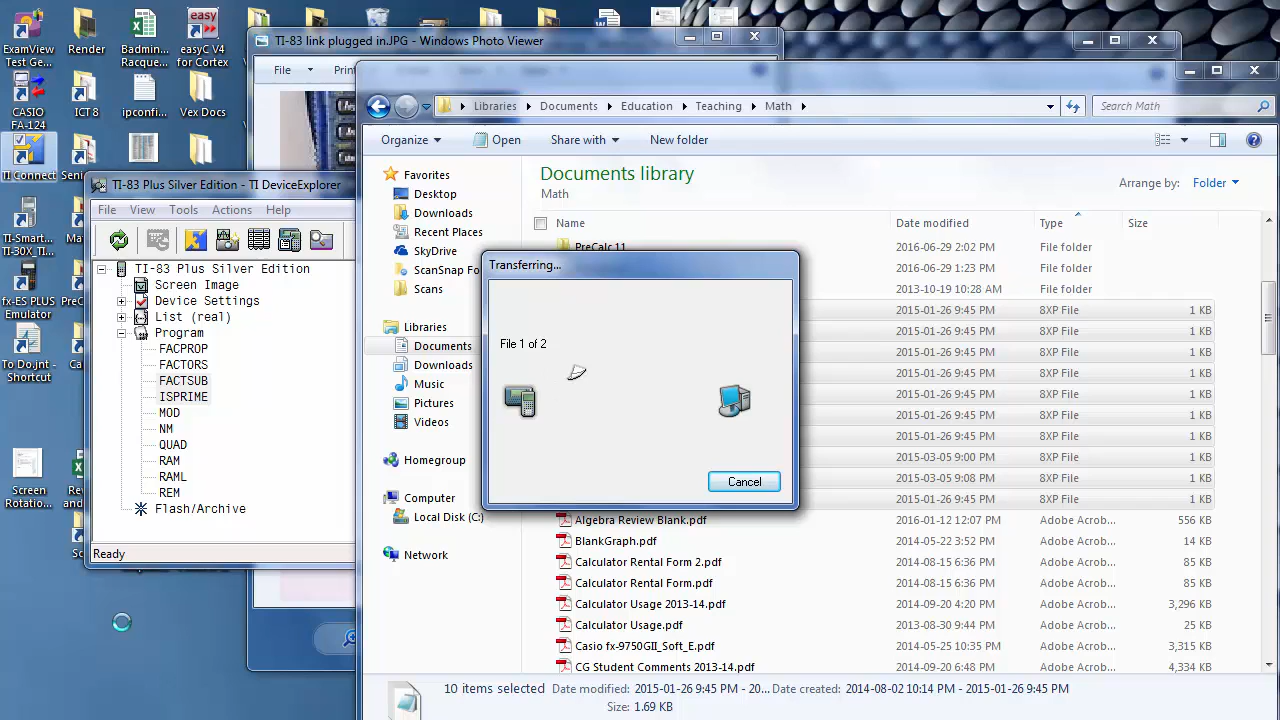 ExamView
Test Ge...
Render
Badmin...
Racque...
easy
easyC V4
for Cortex
CASIO
FA-124
ICT 8
ipconfi...
Vex Docs
TI Connect
Seni
TI-Smart...
TI-30X_TI...
Ma
fx-ES PLUS
Emulator
PreC
To Do.jnt -
Shortcut
Screen
Rotatio...
Re
Sc
TI-83 link plugged in.JPG - Windows Photo Viewer
File
Print
TI-83 Plus Silver Edition - TI DeviceExplorer
File View Tools Actions Help
TI-83 Plus Silver Edition
Screen Image
Device Settings
List (real)
Program
FACPROP
FACTORS
FACTSUB
ISPRIME
MOD
NM
QUAD
RAM
RAML
REM
Flash/Archive
Ready
Libraries Documents Education Teaching Math
Search Math
Organize Open Share with New folder
Favorites
Desktop
Downloads
Recent Places
SkyDrive
ScanSnap Fo
Scans
Libraries
Documents
Downloads
Music
Pictures
Videos
Homegroup
Computer
Local Disk (C:)
Network
Documents library
Math
Arrange by: Folder
Name Date modified Type Size
PreCalc 11 2016-06-29 2:02 PM File folder
2016-06-29 1:23 PM File folder
2013-10-19 10:28 AM File folder
2015-01-26 9:45 PM 8XP File 1 KB
2015-01-26 9:45 PM 8XP File 1 KB
2015-01-26 9:45 PM 8XP File 1 KB
2015-01-26 9:45 PM 8XP File 1 KB
2015-01-26 9:45 PM 8XP File 1 KB
2015-01-26 9:45 PM 8XP File 1 KB
2015-01-26 9:45 PM 8XP File 1 KB
2015-03-05 9:00 PM 8XP File 1 KB
2015-03-05 9:08 PM 8XP File 1 KB
2015-01-26 9:45 PM 8XP File 1 KB
Algebra Review Blank.pdf 2016-01-12 12:07 PM Adobe Acrob... 556 KB
BlankGraph.pdf 2014-05-22 3:52 PM Adobe Acrob... 14 KB
Calculator Rental Form 2.pdf 2014-08-15 6:36 PM Adobe Acrob... 85 KB
Calculator Rental Form.pdf 2014-08-15 6:36 PM Adobe Acrob... 85 KB
Calculator Usage 2013-14.pdf 2014-09-20 4:20 PM Adobe Acrob... 3,296 KB
Calculator Usage.pdf 2013-08-30 9:44 PM Adobe Acrob... 25 KB
Casio fx-9750GII_Soft_E.pdf 2014-05-25 10:35 PM Adobe Acrob... 3,315 KB
CG Student Comments 2013-14.pdf 2014-09-20 6:48 PM Adobe Acrob... 4,334 KB
10 items selected Date modified: 2015-01-26 9:45 PM - 20... Date created: 2014-08-02 10:14 PM - 2015-01-26 9:45 PM
Size: 1.69 KB
Transferring...
File 1 of 2
Cancel